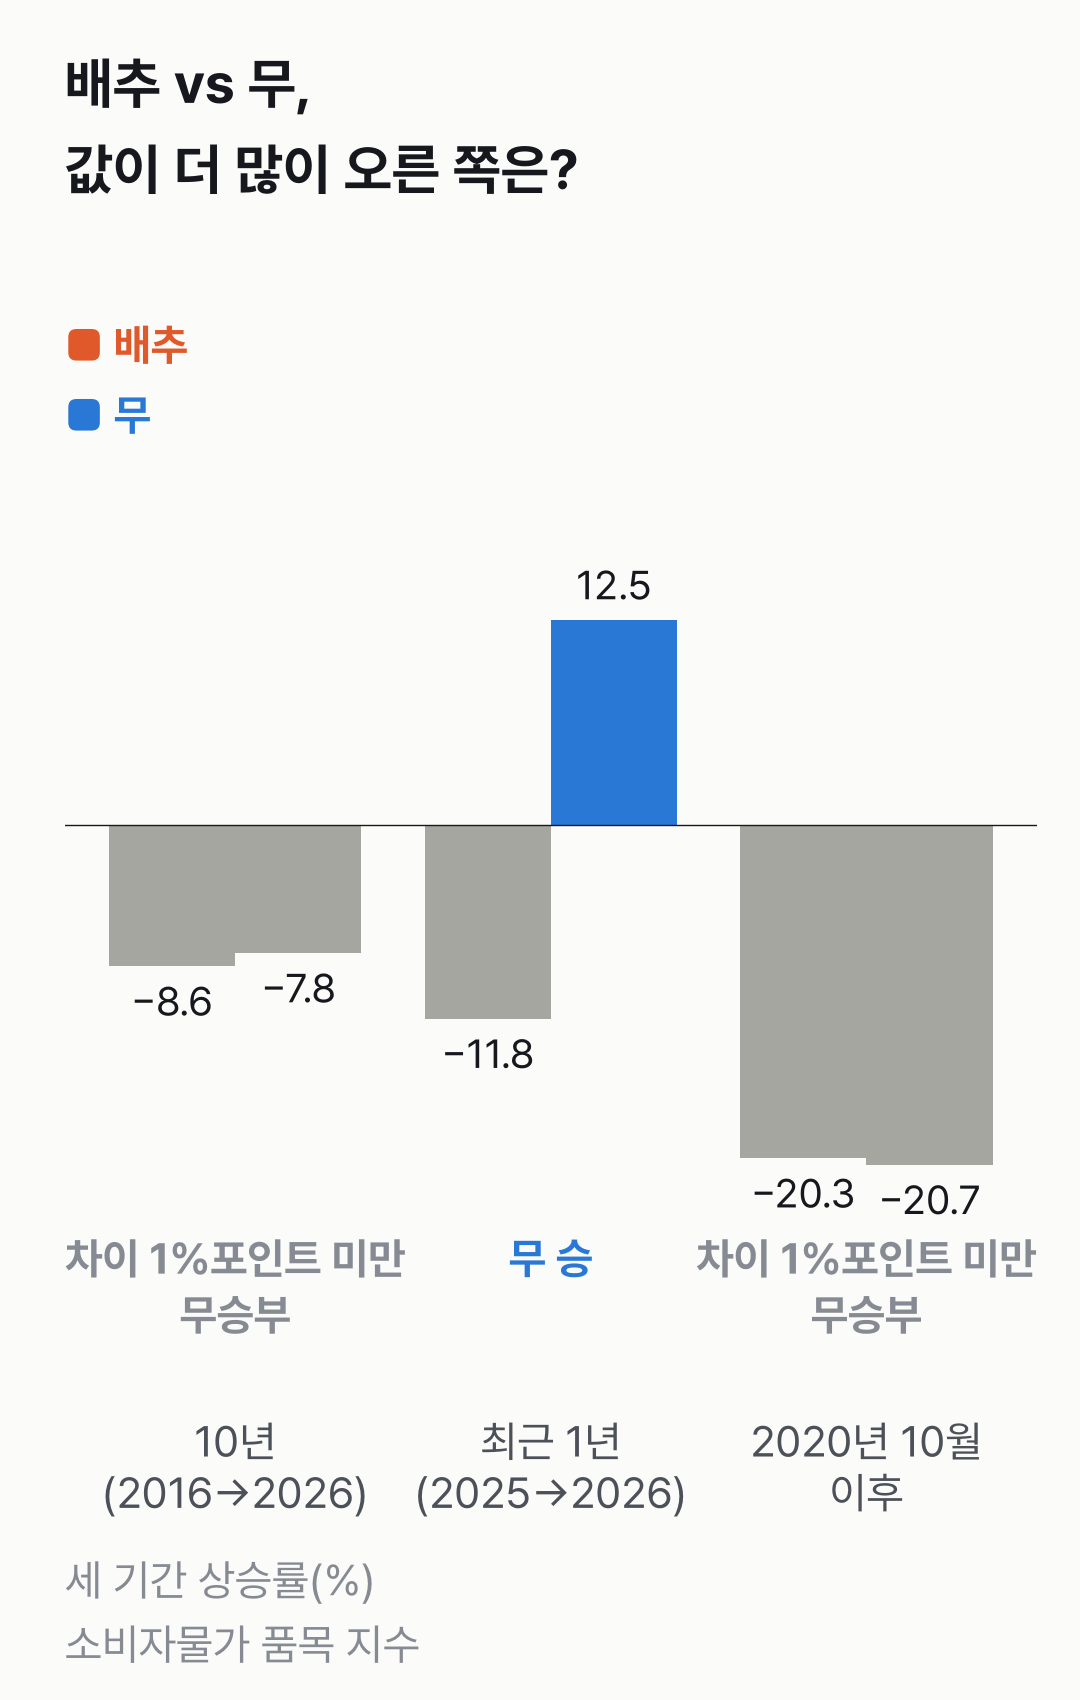 배추 vs 무,
값이 더 많이 오른 쪽은?
배추
무
12.5
−8.6
−7.8
−11.8
−20.3
−20.7
차이 1%포인트 미만
무승부
무 승
차이 1%포인트 미만
무승부
10년
(2016→2026)
최근 1년
(2025→2026)
2020년 10월
이후
세 기간 상승률(%)
소비자물가 품목 지수